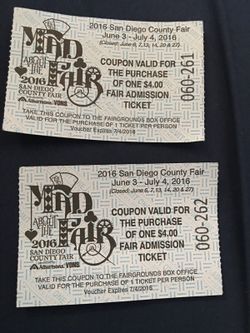 2016 San Diego County Fair
June 3 - July 4, 2016
(Closed: June 6, 7, 13, 14, 20 & 27)
MAD
ABOUT
THE
FAIR
2016
SAN DIEGO
COUNTY FAIR
Albertsons VONS
COUPON VALID FOR
THE PURCHASE
OF ONE $4.00
FAIR ADMISSION
TICKET
060-261
TAKE THIS COUPON TO THE FAIRGROUNDS BOX OFFICE
VALID FOR THE PURCHASE OF 1 TICKET PER PERSON
Voucher Expires 7/4/2016
2016 San Diego County Fair
June 3 - July 4, 2016
(Closed: June 6, 7, 13, 14, 20 & 27)
MAD
ABOUT
THE
FAIR
2016
SAN DIEGO
COUNTY FAIR
Albertsons VONS
COUPON VALID FOR
THE PURCHASE
OF ONE $4.00
FAIR ADMISSION
TICKET
060-262
TAKE THIS COUPON TO THE FAIRGROUNDS BOX OFFICE
VALID FOR THE PURCHASE OF 1 TICKET PER PERSON
Voucher Expires 7/4/2016